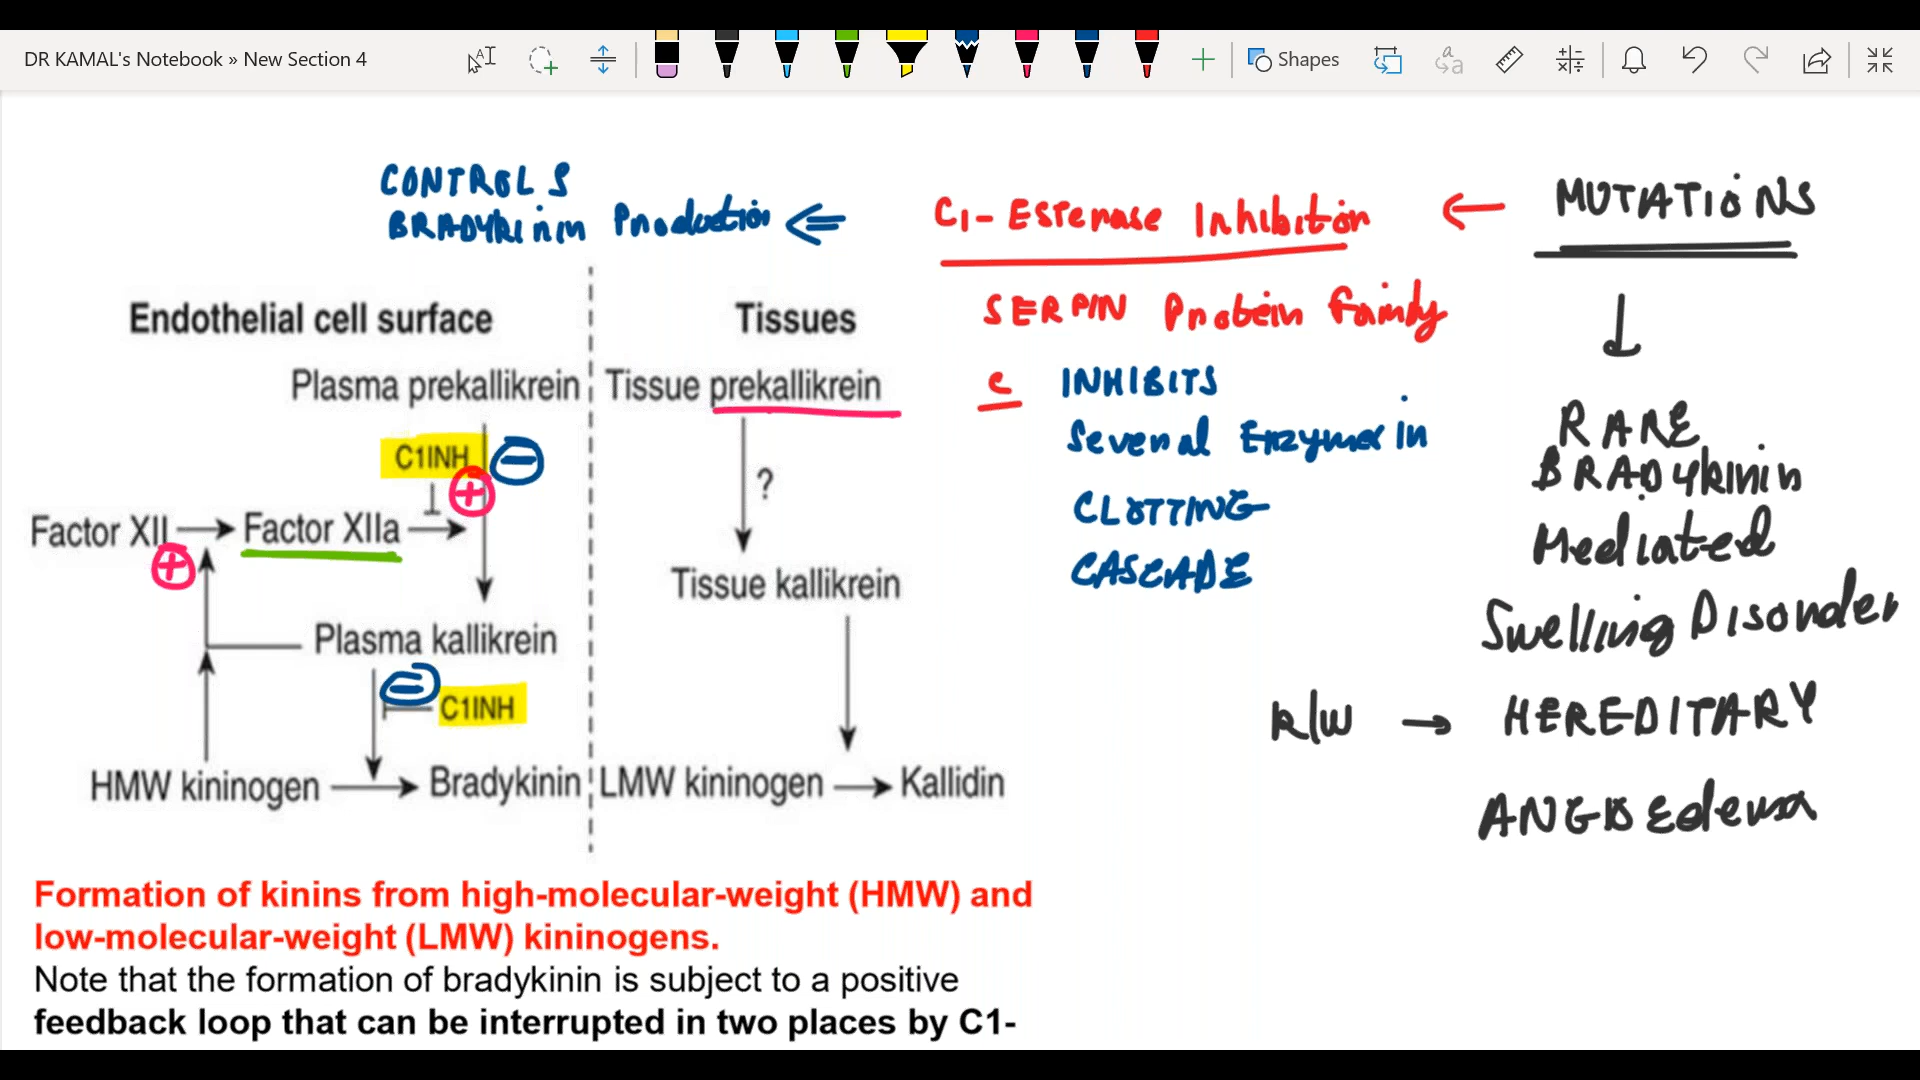 DR KAMAL's Notebook » New Section 4
Shapes
CONTROLS
BRADYKinin Production
C1-Esterase Inhibitor
MUTATiONS
SERPIN Protein family
Endothelial cell surface
Tissues
Plasma prekallikrein
Tissue prekallikrein
C INHIBITS
Several Enzymes in
CLOTTING
CASCADE
C1INH
?
Factor XII
Factor XIIa
Tissue kallikrein
Plasma kallikrein
C1INH
HMW kininogen
Bradykinin
LMW kininogen
Kallidin
RARE
BRADYkinin
Mediated
Swelling Disorder
k/w → HEREDITARY
ANGIOEdema
Formation of kinins from high-molecular-weight (HMW) and
low-molecular-weight (LMW) kininogens.
Note that the formation of bradykinin is subject to a positive
feedback loop that can be interrupted in two places by C1-